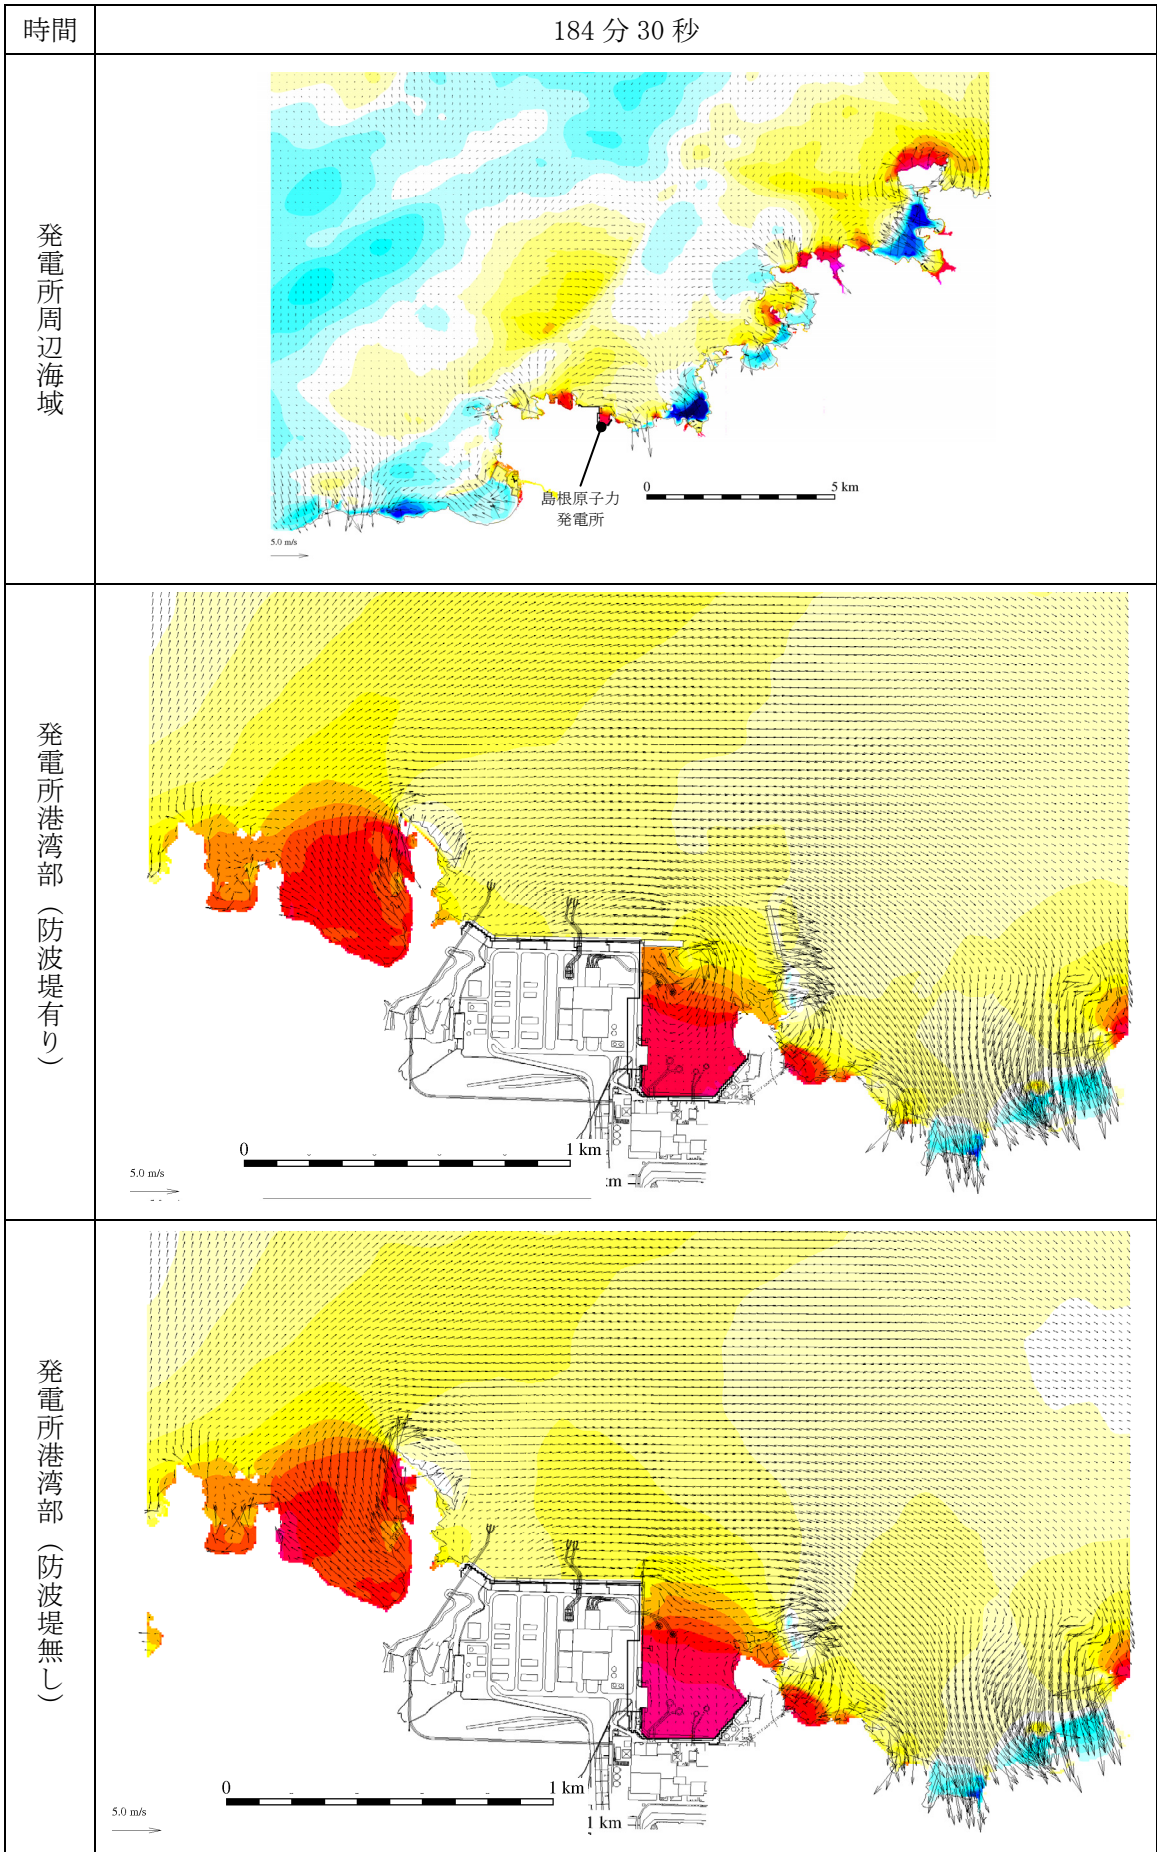 時間
184 分 30 秒
発電所周辺海域
島根原子力
発電所
0
5 km
5.0 m/s
発電所港湾部（防波堤有り）
0
1 km
5.0 m/s
発電所港湾部（防波堤無し）
0
1 km
1 km
5.0 m/s